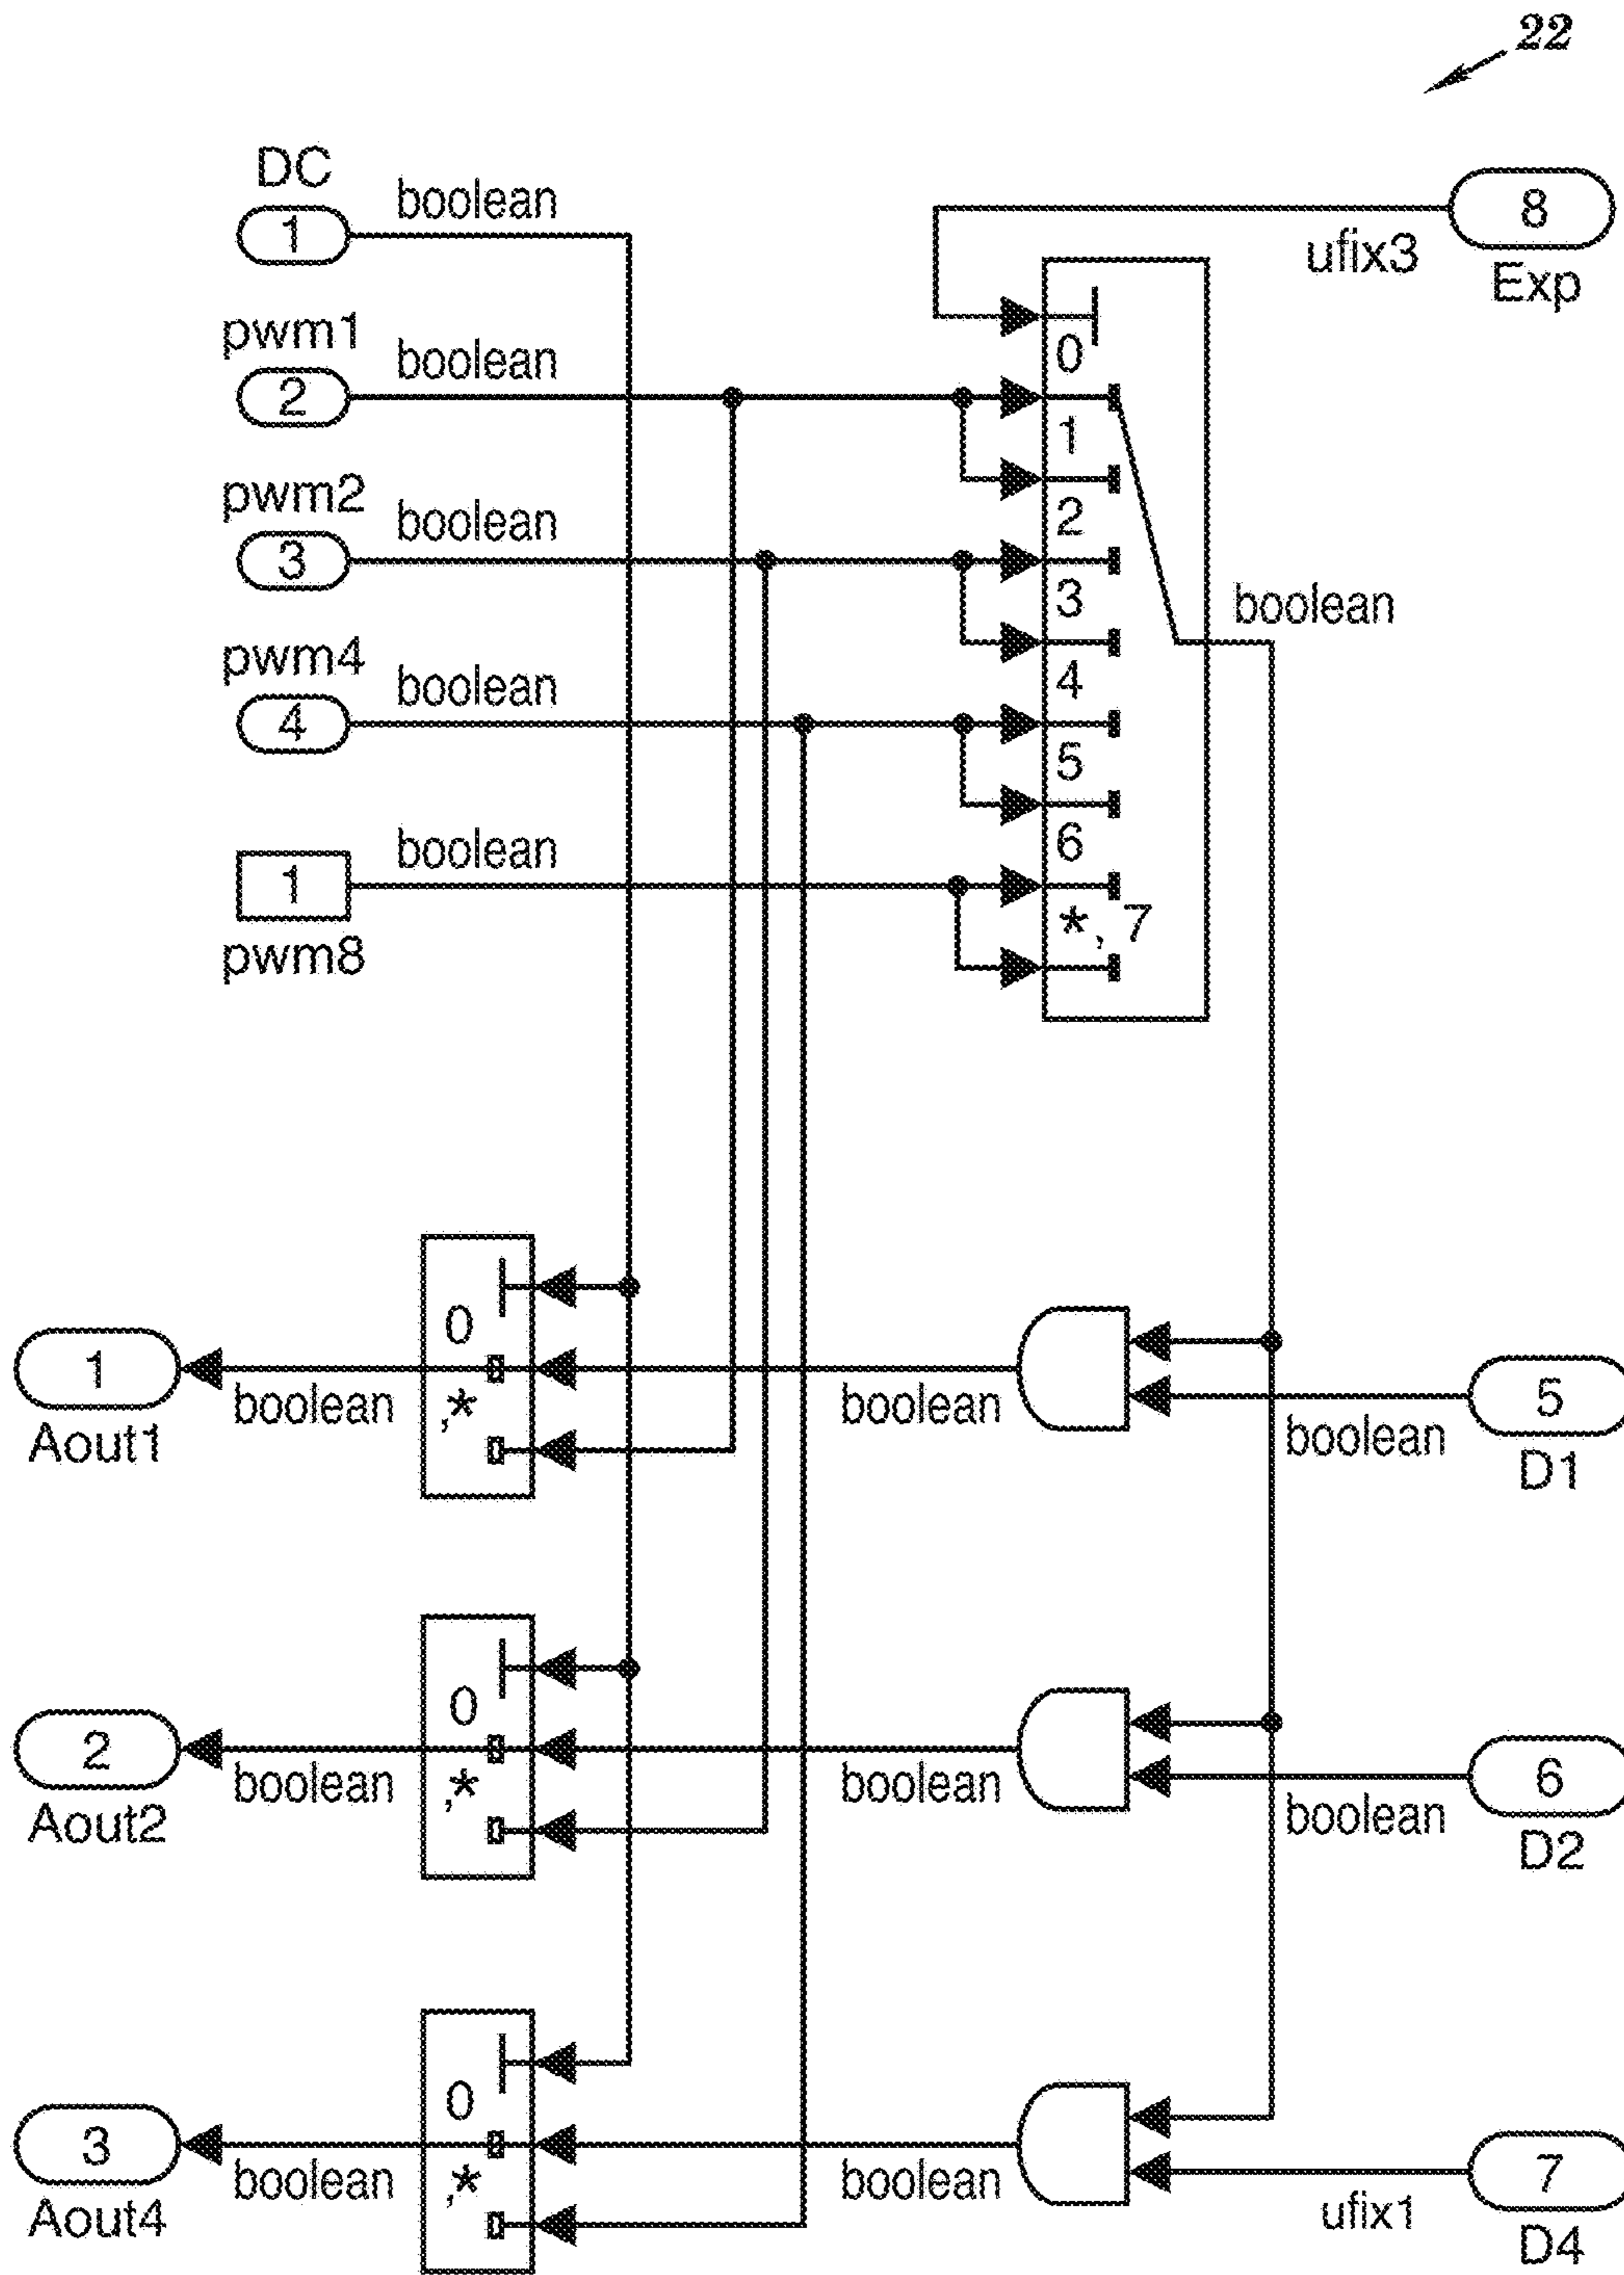 22
DC
1
boolean
8
ufix3
Exp
pwm1
2
boolean
0
1
pwm2
3
boolean
2
3
boolean
pwm4
4
boolean
4
5
1
boolean
6
pwm8
*, 7
0
1
boolean
,*
boolean
5
boolean
Aout1
D1
0
2
boolean
,*
boolean
6
boolean
Aout2
D2
0
3
boolean
,*
boolean
7
ufix1
Aout4
D4